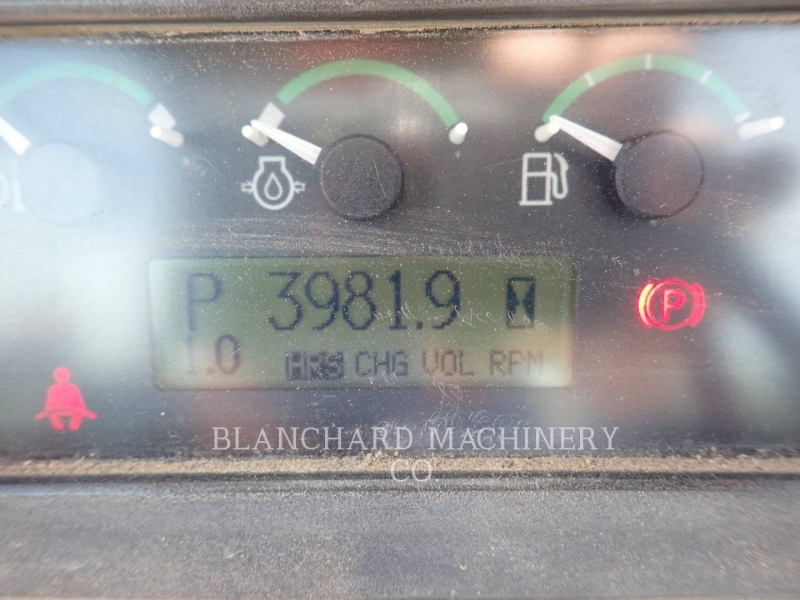 P 3981.9
1.0 HRS CHG VOL RPM
P
BLANCHARD MACHINERY
CO